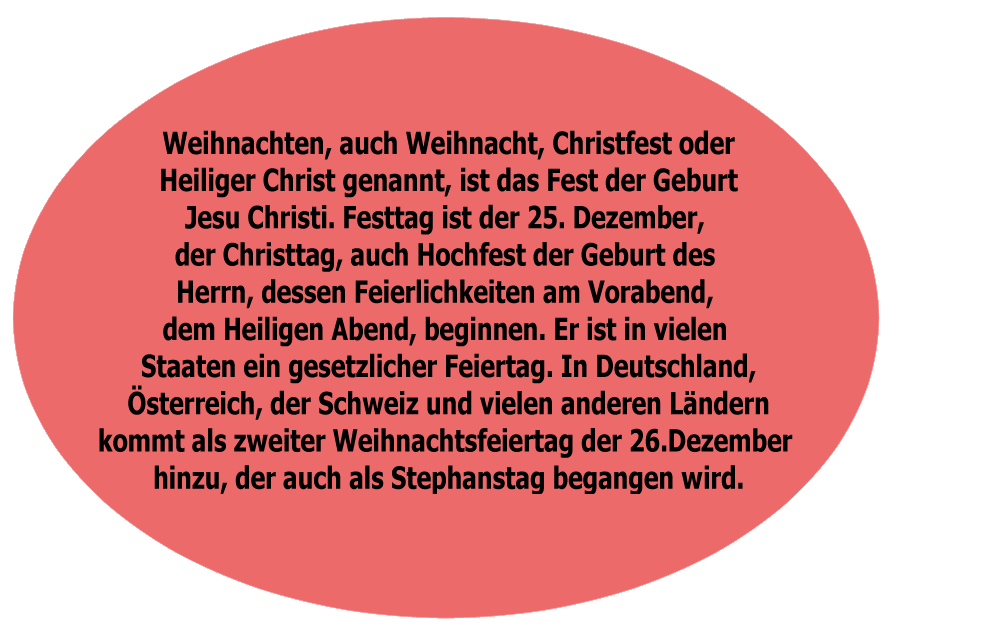 Weihnachten, auch Weihnacht, Christfest oder
Heiliger Christ genannt, ist das Fest der Geburt
Jesu Christi. Festtag ist der 25. Dezember,
der Christtag, auch Hochfest der Geburt des
Herrn, dessen Feierlichkeiten am Vorabend,
dem Heiligen Abend, beginnen. Er ist in vielen
Staaten ein gesetzlicher Feiertag. In Deutschland,
Österreich, der Schweiz und vielen anderen Ländern
kommt als zweiter Weihnachtsfeiertag der 26.Dezember
hinzu, der auch als Stephanstag begangen wird.